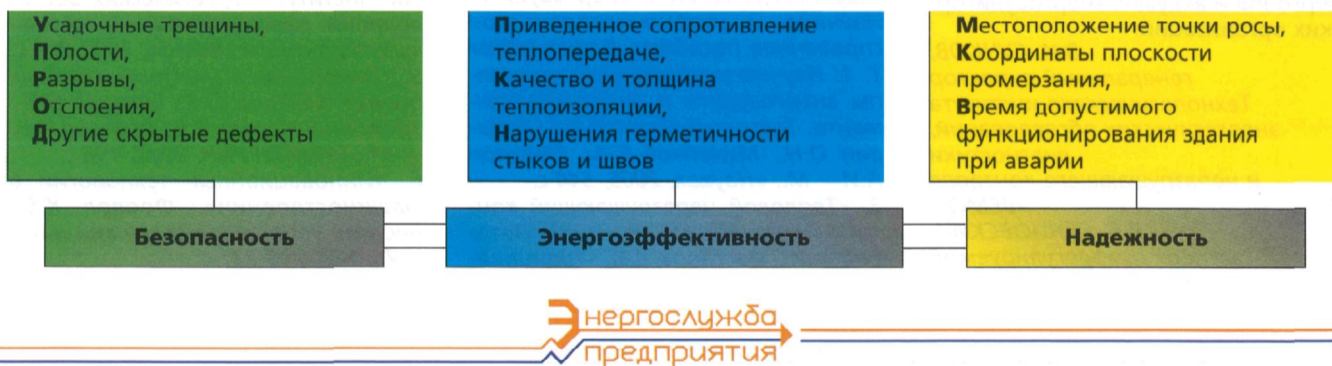 Усадочные трещины,
Полости,
Разрывы,
Отслоения,
Другие скрытые дефекты
Приведенное сопротивление
теплопередаче,
Качество и толщина
теплоизоляции,
Нарушения герметичности
стыков и швов
Местоположение точки росы,
Координаты плоскости
промерзания,
Время допустимого
функционирования здания
при аварии
Безопасность
Энергоэффективность
Надежность
Энергослужба
предприятия